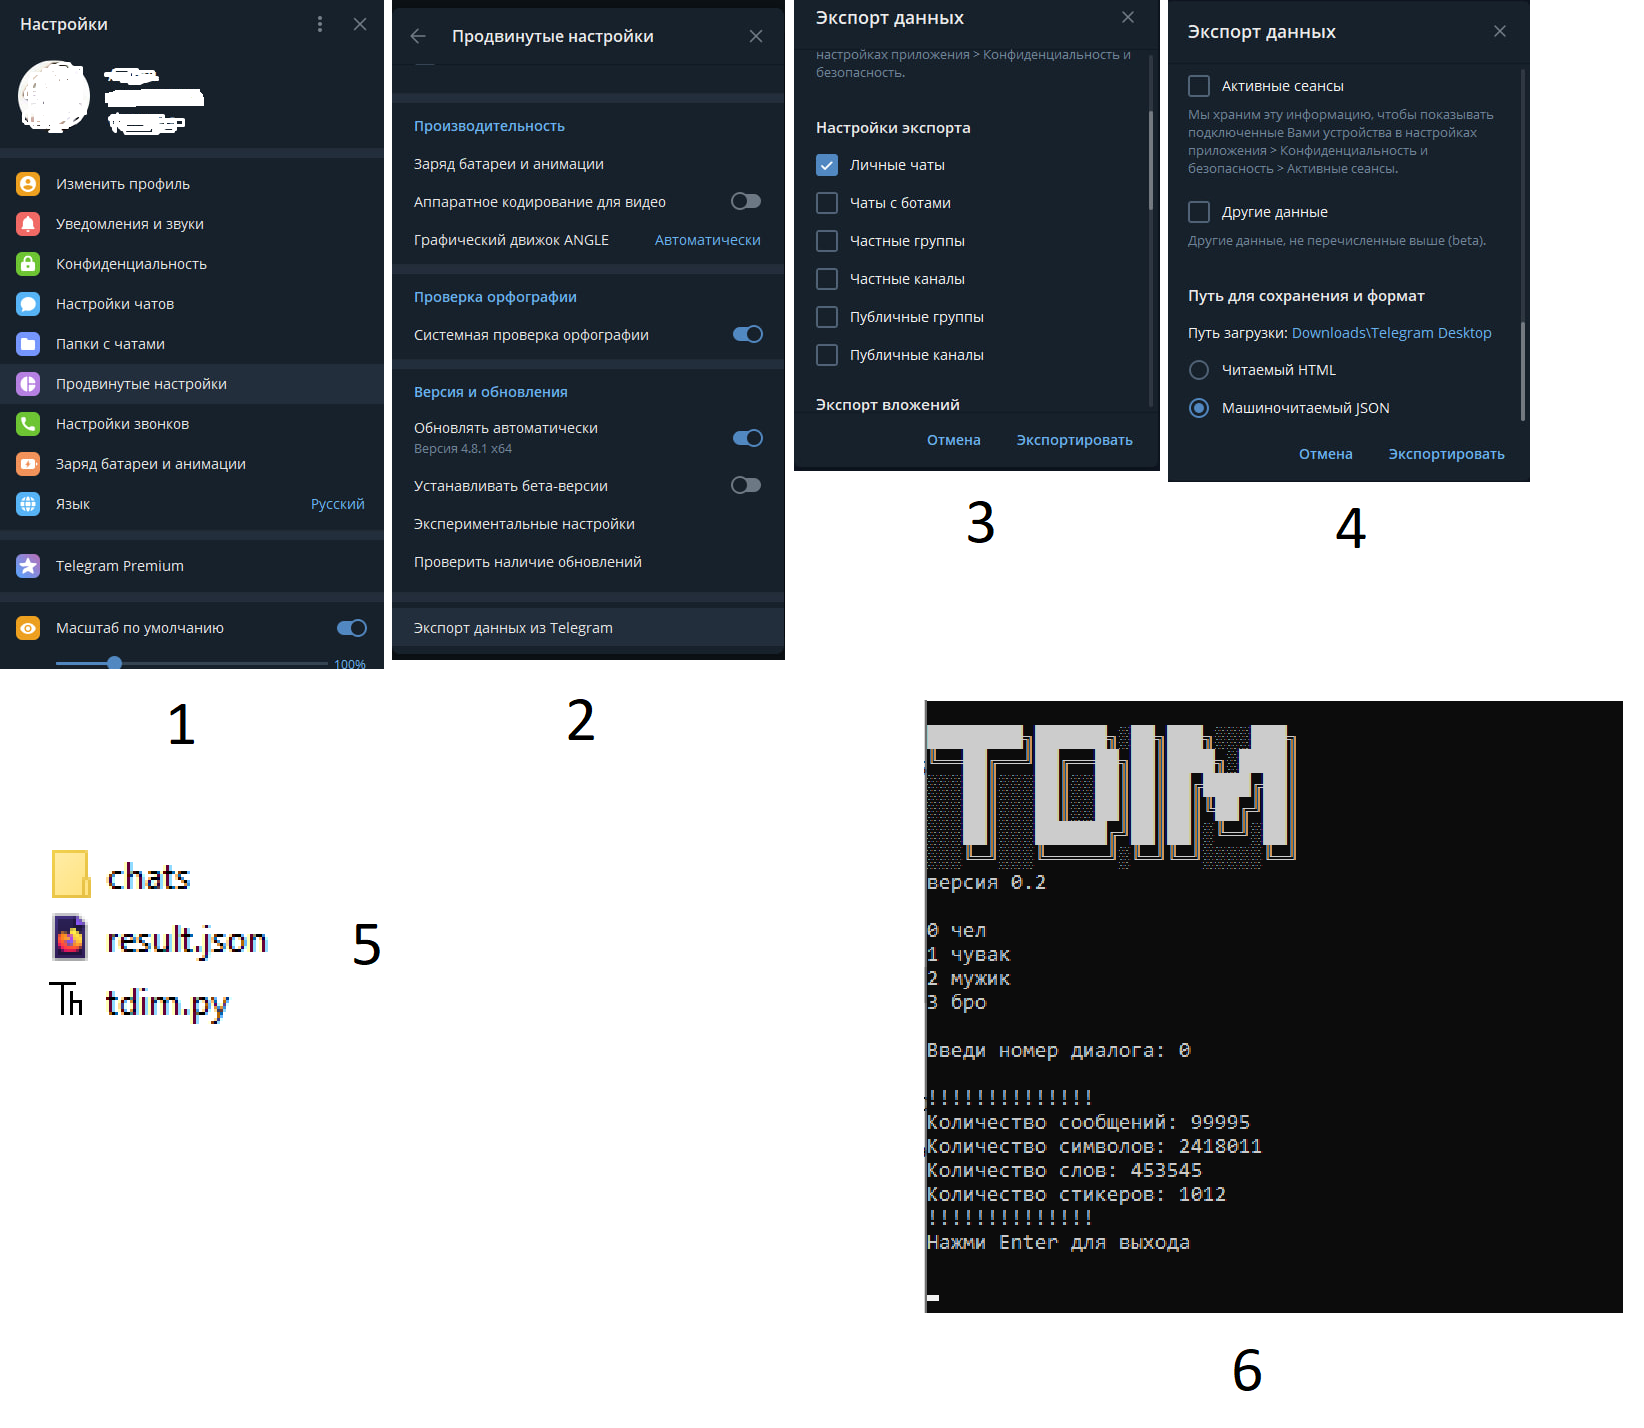 Настройки
Изменить профиль
Уведомления и звуки
Конфиденциальность
Настройки чатов
Папки с чатами
Продвинутые настройки
Настройки звонков
Заряд батареи и анимации
Язык Русский
Telegram Premium
Масштаб по умолчанию
100%
1
Продвинутые настройки
Производительность
Заряд батареи и анимации
Аппаратное кодирование для видео
Графический движок ANGLE Автоматически
Проверка орфографии
Системная проверка орфографии
Версия и обновления
Обновлять автоматически
Версия 4.8.1 x64
Устанавливать бета-версии
Экспериментальные настройки
Проверить наличие обновлений
Экспорт данных из Telegram
2
Экспорт данных
настройках приложения > Конфиденциальность и
безопасность.
Настройки экспорта
Личные чаты
Чаты с ботами
Частные группы
Частные каналы
Публичные группы
Публичные каналы
Экспорт вложений
Отмена Экспортировать
3
Экспорт данных
Активные сеансы
Мы храним эту информацию, чтобы показывать
подключенные Вами устройства в настройках
приложения > Конфиденциальность и
безопасность > Активные сеансы.
Другие данные
Другие данные, не перечисленные выше (beta).
Путь для сохранения и формат
Путь загрузки: Downloads\Telegram Desktop
Читаемый HTML
Машиночитаемый JSON
Отмена Экспортировать
4
chats
result.json
tdim.py
5
TDIM
версия 0.2
0 чел
1 чувак
2 мужик
3 бро
Введи номер диалога: 0
!!!!!!!!!!!!!!
Количество сообщений: 99995
Количество символов: 2418011
Количество слов: 453545
Количество стикеров: 1012
!!!!!!!!!!!!!!
Нажми Enter для выхода
6